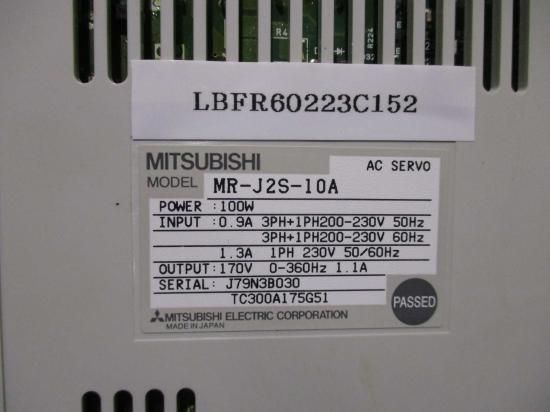 R4
R224
LBFR60223C152
MITSUBISHI AC SERVO
MODEL MR-J2S-10A
POWER :100W
INPUT :0.9A 3PH+1PH200-230V 50Hz
3PH+1PH200-230V 60Hz
1.3A 1PH 230V 50/60Hz
OUTPUT:170V 0-360Hz 1.1A
SERIAL: J79N3B030
TC300A175G51
PASSED
MITSUBISHI ELECTRIC CORPORATION
MADE IN JAPAN